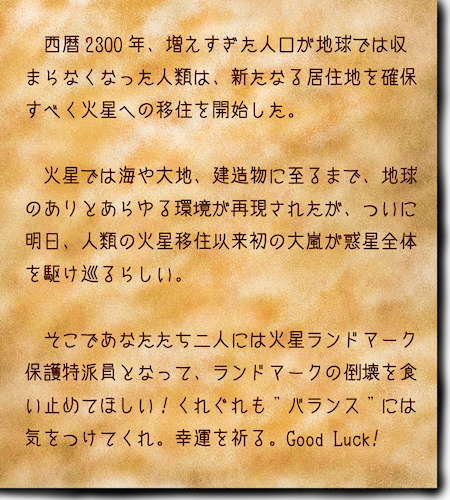 西暦2300年、増えすぎた人口が地球では収
まらなくなった人類は、新たなる居住地を確保
すべく火星への移住を開始した。
火星では海や大地、建造物に至るまで、地球
のありとあらゆる環境が再現されたが、ついに
明日、人類の火星移住以来初の大嵐が惑星全体
を駆け巡るらしい。
そこであなたたち二人には火星ランドマーク
保護特派員となって、ランドマークの倒壊を食
い止めてほしい！くれぐれも”バランス”には
気をつけてくれ。幸運を祈る。Good Luck!